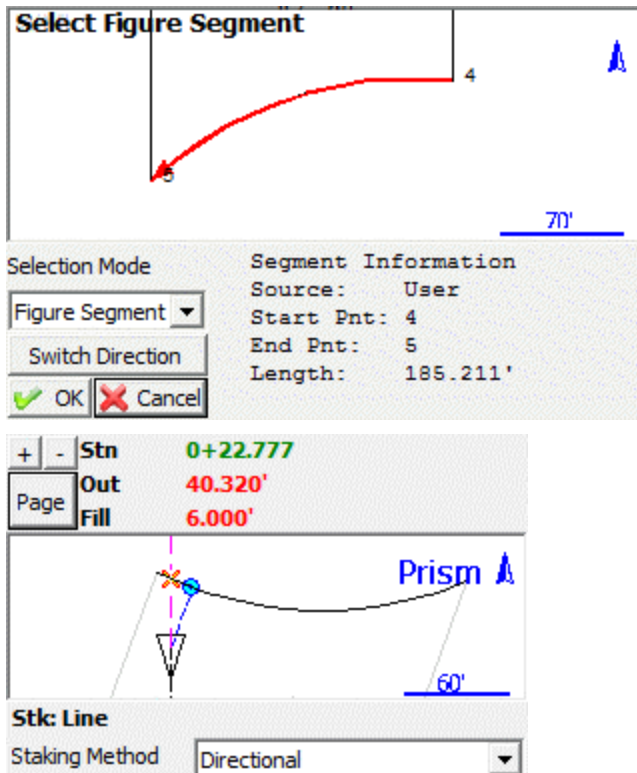 Select Figure Segment
4
5
70'
Selection Mode
Figure Segment
Switch Direction
OK Cancel
Segment Information
Source: User
Start Pnt: 4
End Pnt: 5
Length: 185.211'
+ - Stn 0+22.777
Page Out 40.320'
Fill 6.000'
Prism
60'
Stk: Line
Staking Method Directional